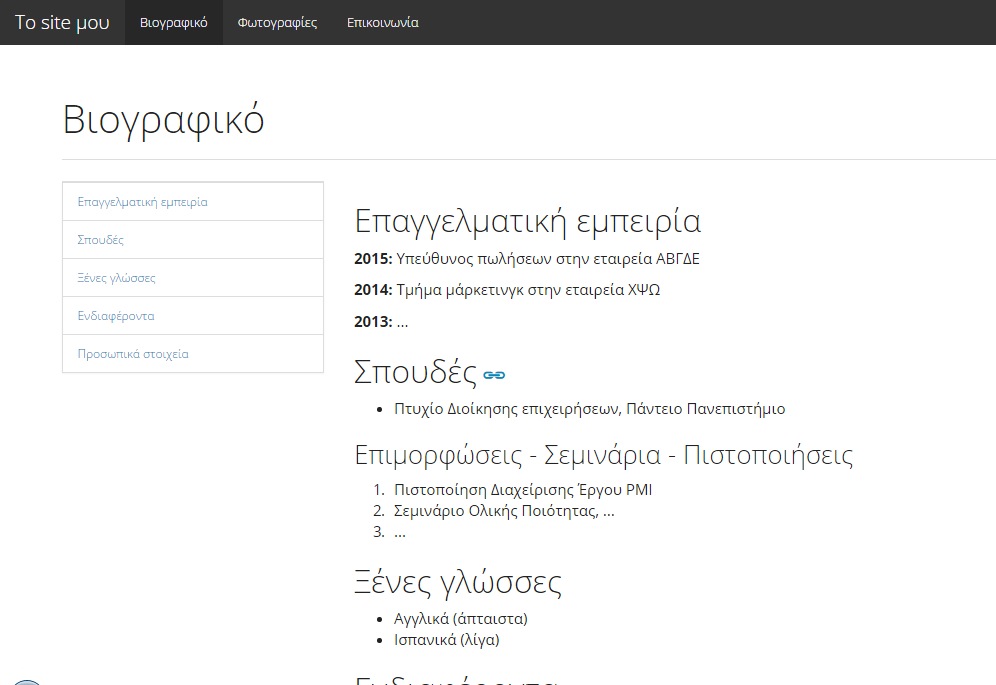 Το site μου
Βιογραφικό
Φωτογραφίες
Επικοινωνία
Βιογραφικό
Επαγγελματική εμπειρία
Σπουδές
Ξένες γλώσσες
Ενδιαφέροντα
Προσωπικά στοιχεία
Επαγγελματική εμπειρία
2015: Υπεύθυνος πωλήσεων στην εταιρεία ΑΒΓΔΕ
2014: Τμήμα μάρκετινγκ στην εταιρεία ΧΨΩ
2013: ...
Σπουδές
• Πτυχίο Διοίκησης επιχειρήσεων, Πάντειο Πανεπιστήμιο
Επιμορφώσεις - Σεμινάρια - Πιστοποιήσεις
1. Πιστοποίηση Διαχείρισης Έργου PMI
2. Σεμινάριο Ολικής Ποιότητας, ...
3. ...
Ξένες γλώσσες
• Αγγλικά (άπταιστα)
• Ισπανικά (λίγα)
Ενδιαφέροντα